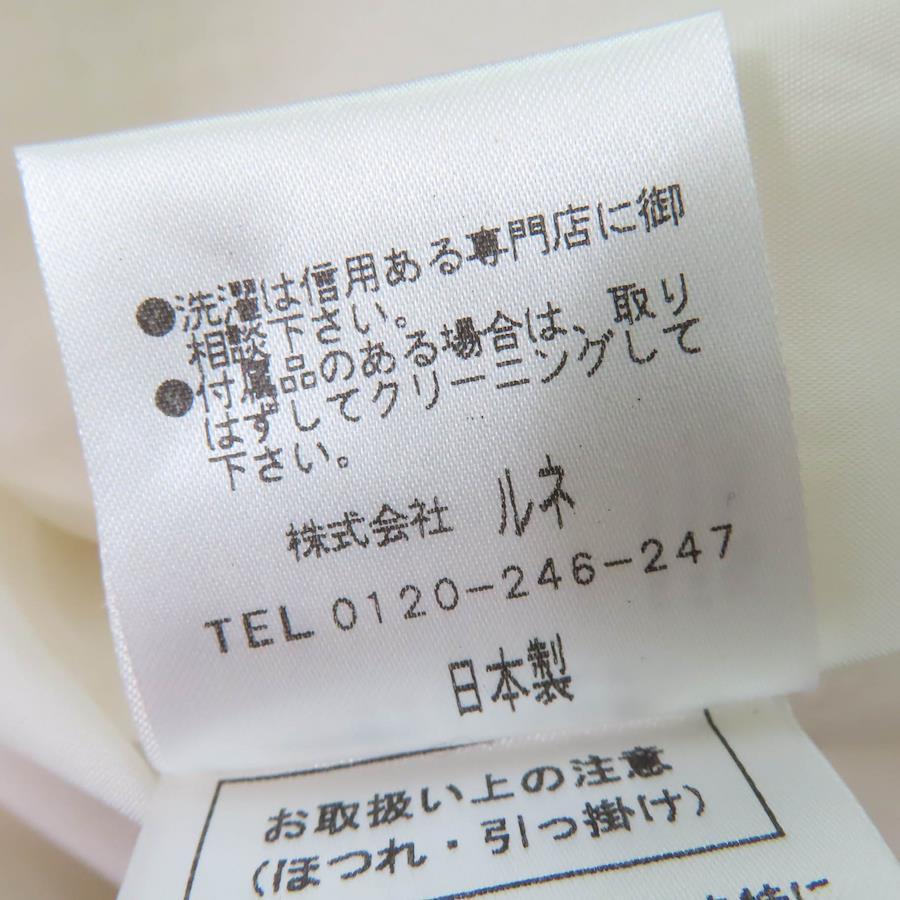 ●洗濯は信用ある専門店に御
相談下さい。
●付属品のある場合は、取り
はずしてクリーニングして
下さい。
株式会社 ルネ
TEL 0120-246-247
日本製
お取扱い上の注意
(ほつれ・引っ掛け)